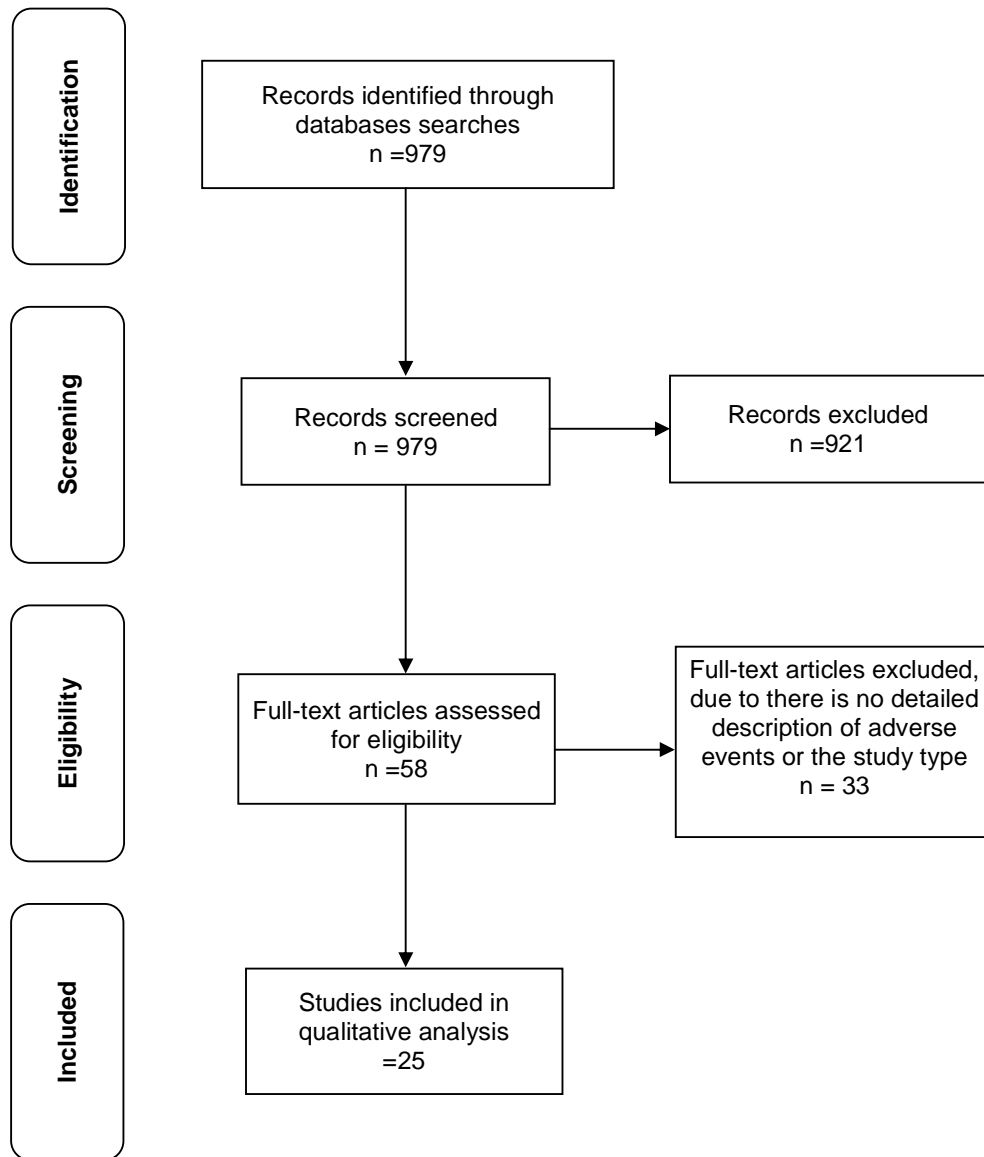 Identification
Records identified through
databases searches
n =979
Screening
Records screened
n = 979
Records excluded
n =921
Eligibility
Full-text articles assessed
for eligibility
n =58
Full-text articles excluded,
due to there is no detailed
description of adverse
events or the study type
n = 33
Included
Studies included in
qualitative analysis
=25